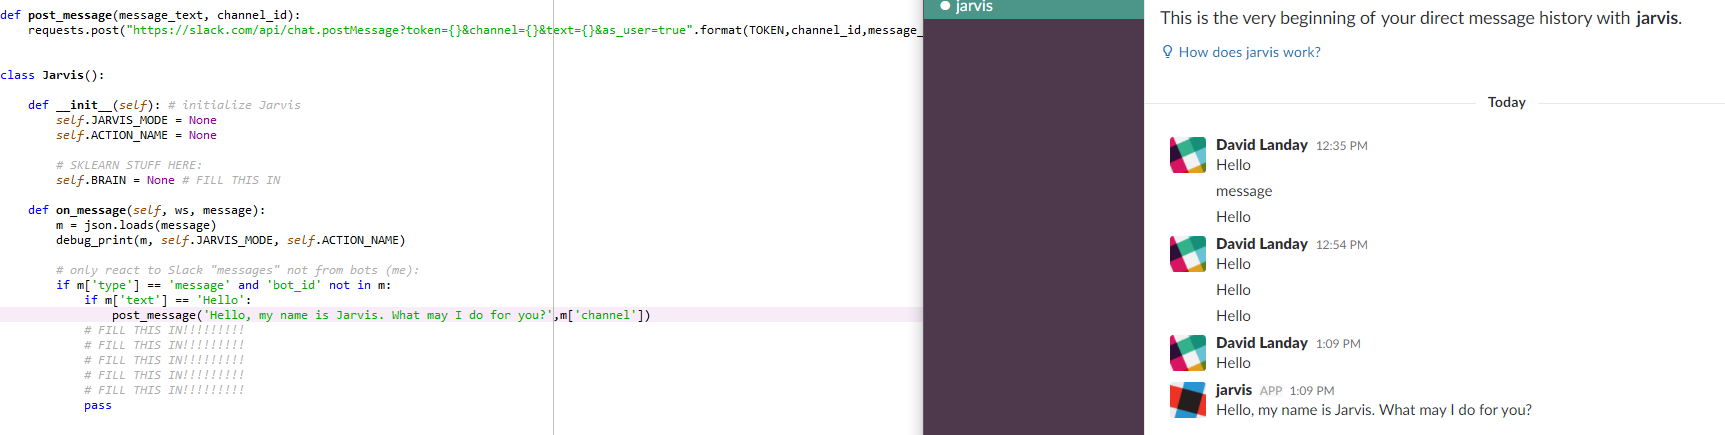 def post_message(message_text, channel_id):
    requests.post("https://slack.com/api/chat.postMessage?token={}&channel={}&text={}&as_user=true".format(TOKEN,channel_id,message_
class Jarvis():
    def __init__(self): # initialize Jarvis
        self.JARVIS_MODE = None
        self.ACTION_NAME = None
        # SKLEARN STUFF HERE:
        self.BRAIN = None # FILL THIS IN
    def on_message(self, ws, message):
        m = json.loads(message)
        debug_print(m, self.JARVIS_MODE, self.ACTION_NAME)
        # only react to Slack "messages" not from bots (me):
        if m['type'] == 'message' and 'bot_id' not in m:
            if m['text'] == 'Hello':
                post_message('Hello, my name is Jarvis. What may I do for you?',m['channel'])
            # FILL THIS IN!!!!!!!!!
            # FILL THIS IN!!!!!!!!!
            # FILL THIS IN!!!!!!!!!
            # FILL THIS IN!!!!!!!!!
            # FILL THIS IN!!!!!!!!!
            pass
jarvis
This is the very beginning of your direct message history with jarvis.
How does jarvis work?
Today
David Landay 12:35 PM
Hello
message
Hello
David Landay 12:54 PM
Hello
Hello
Hello
David Landay 1:09 PM
Hello
jarvis APP 1:09 PM
Hello, my name is Jarvis. What may I do for you?